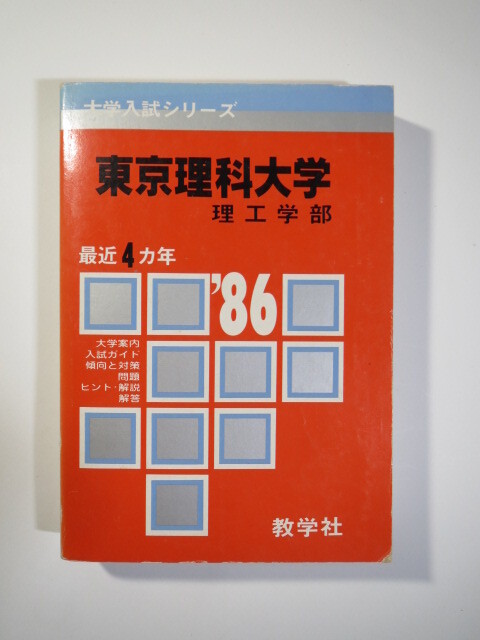 大学入試シリーズ
東京理科大学
理工学部
最近4カ年
'86
大学案内
入試ガイド
傾向と対策
問題
ヒント・解説
解答
教学社